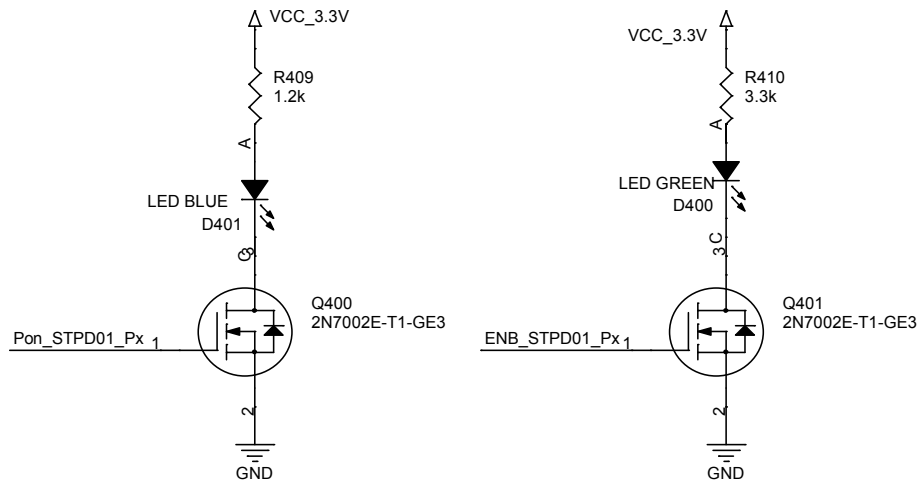 VCC_3.3V
R409
1.2k
A
LED BLUE
D401
C
3
Q400
2N7002E-T1-GE3
Pon_STPD01_Px
1
2
GND
VCC_3.3V
R410
3.3k
A
LED GREEN
D400
C
3
Q401
2N7002E-T1-GE3
ENB_STPD01_Px
1
2
GND